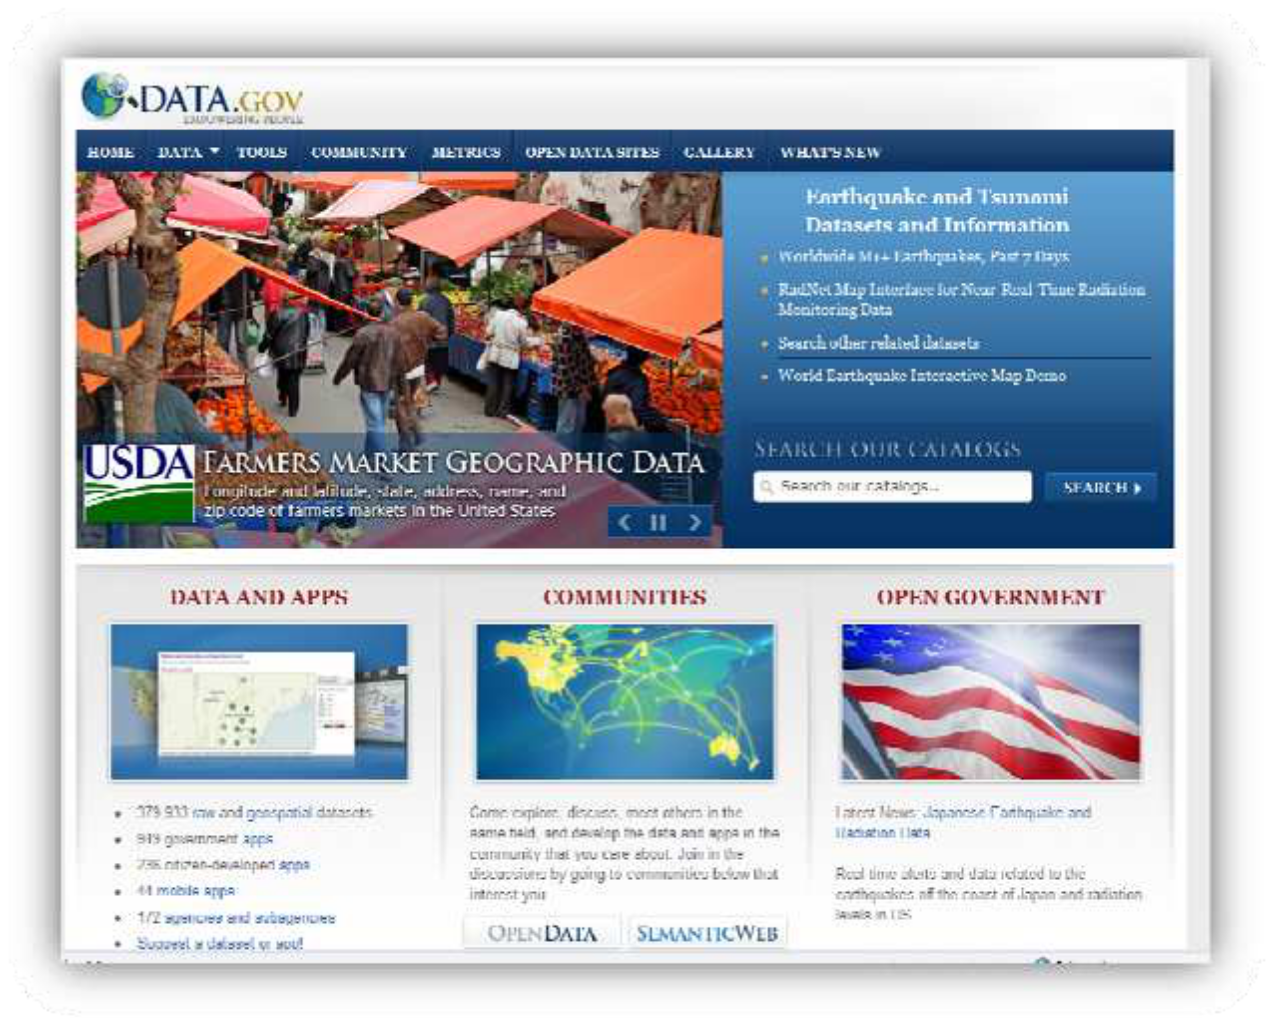 DATA.GOV
EMPOWERING PEOPLE
HOME DATA TOOLS COMMUNITY METRICS OPEN DATA SITES GALLERY WHAT'S NEW
Earthquake and Tsunami
Datasets and Information
Worldwide M1+ Earthquakes, Past 7 Days
RadNet Map Interface for Near Real Time Radiation
Monitoring Data
Search other related datasets
World Earthquake Interactive Map Demo
SEARCH OUR CATALOGS
Search our catalogs...
SEARCH
USDA
FARMERS MARKET GEOGRAPHIC DATA
Longitude and latitude, state, address, name, and
zip code of farmers markets in the United States
DATA AND APPS
379,933 raw and geospatial datasets
949 government apps
236 citizen-developed apps
44 mobile apps
172 agencies and subagencies
Suggest a dataset or app!
COMMUNITIES
Come explore, discuss, meet others in the
same field, and develop the data and apps in the
community that you care about. Join in the
discussions by going to communities below that
interest you
OPENDATA SEMANTICWEB
OPEN GOVERNMENT
Latest News: Japanese Earthquake and
Radiation Data
Real time alerts and data related to the
earthquakes off the coast of Japan and radiation
levels in US